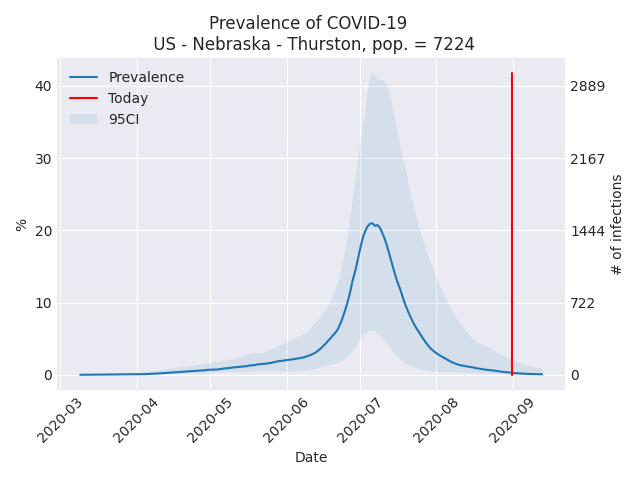 Prevalence of COVID-19
US - Nebraska - Thurston, pop. = 7224
Prevalence
Today
95CI
40
30
20
10
0
%
2889
2167
1444
722
0
# of infections
2020-03
2020-04
2020-05
2020-06
2020-07
2020-08
2020-09
Date